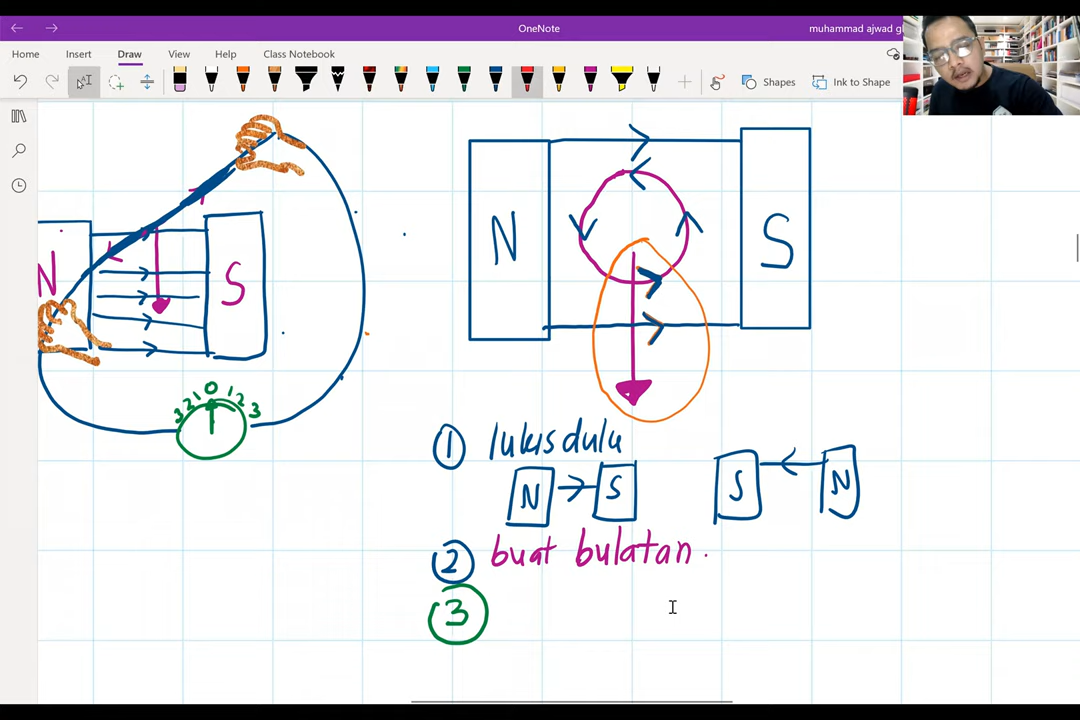 OneNote
muhammad ajwad g
Home Insert Draw View Help Class Notebook
Shapes Ink to Shape
N S
3 2 1 0 1 2 3
N S
1 lukis dulu
N S S N
2 buat bulatan.
3